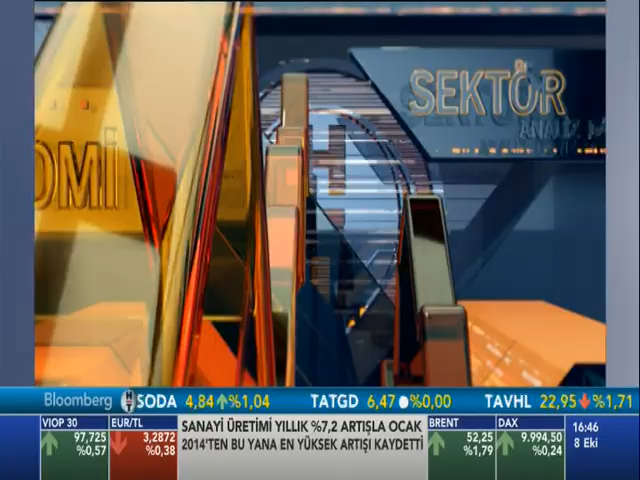 SEKTÖR
ANALİZ
ÖMİ
H
Bloomberg HT SODA 4,84 %1,04 TATGD 6,47 %0,00 TAVHL 22,95 %1,71
VIOP 30
97,725
%0,57
EUR/TL
3,2872
%0,38
SANAYİ ÜRETİMİ YILLIK %7,2 ARTIŞLA OCAK
2014'TEN BU YANA EN YÜKSEK ARTIŞI KAYDETTİ
BRENT
52,25
%1,79
DAX
9.994,50
%0,24
16:46
8 Eki